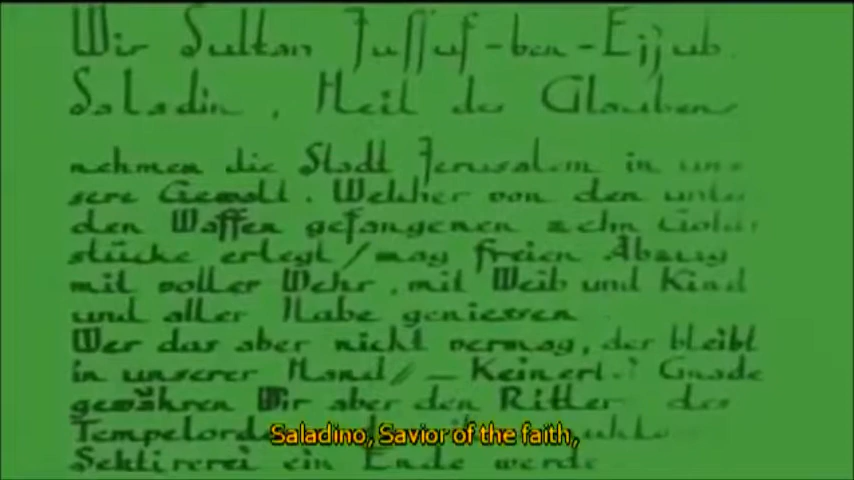 Wir Sultan Jussuf-ben-Ejjub
Saladin, Heil des Glaubens
nehmen die Stadt Jerusalem in un-
sere Gewalt. Welcher von den unter
den Waffen gefangenen zehn Gold-
stücke erlegt/mag freien Abzug
mit voller Wehr, mit Weib und Kind
und aller Habe geniessen
Wer das aber nicht vermag, der bleibt
in unserer Hand/— Keinerlei Gnade
gewähren Wir aber den Ritter des
Saladino, Savior of the faith,
Sektirerei ein Ende werde